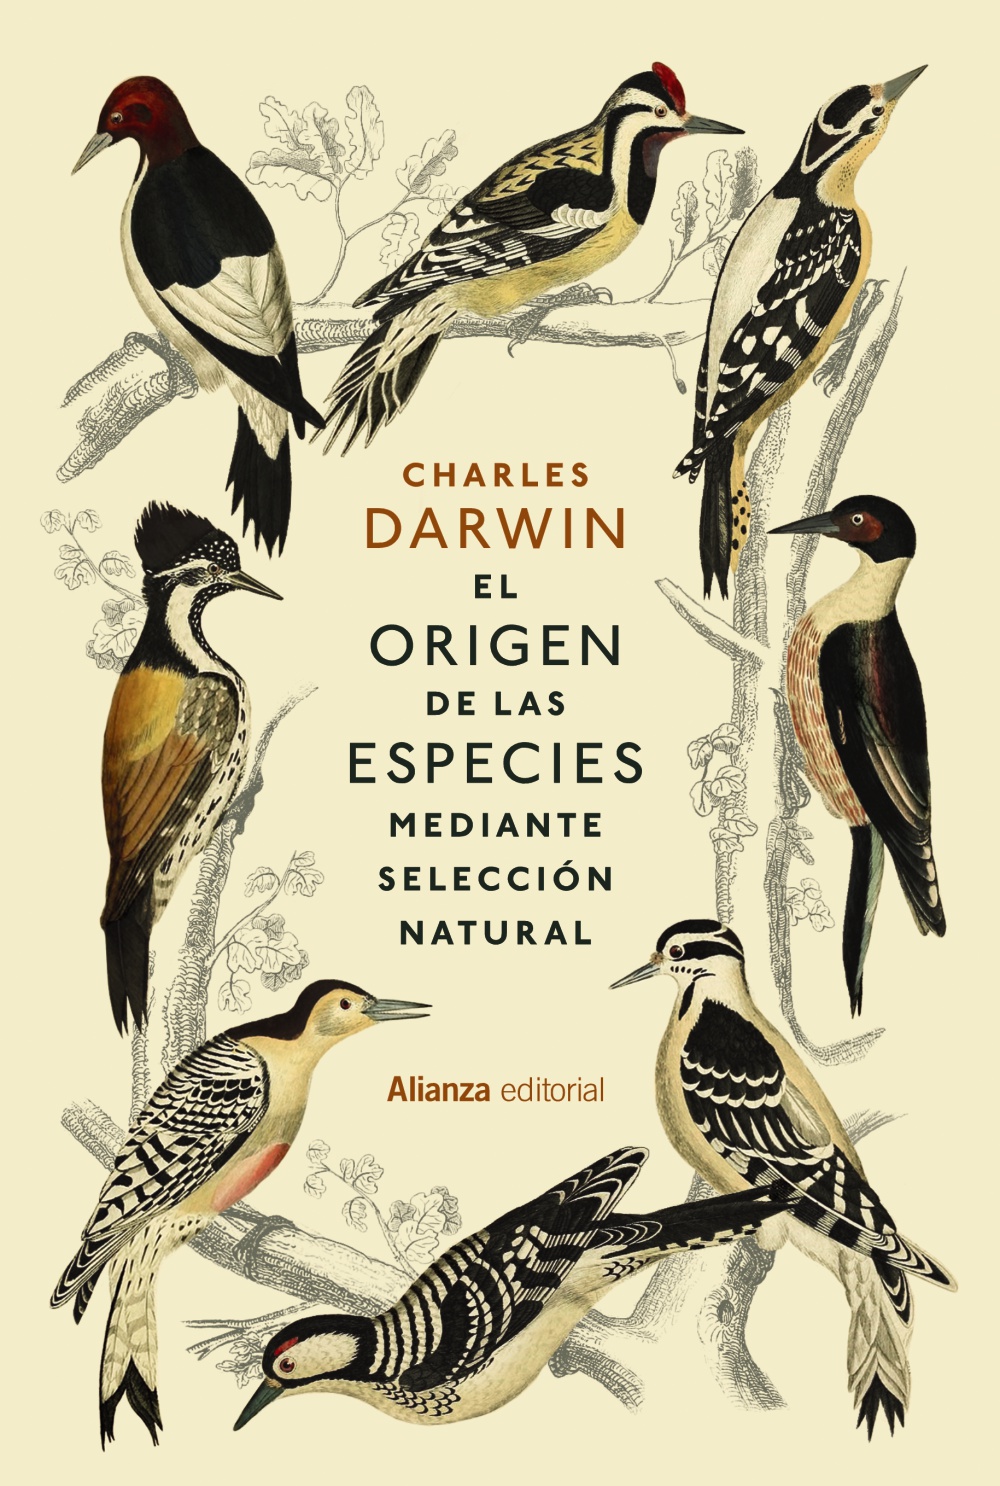 CHARLES
DARWIN
EL
ORIGEN
DE LAS
ESPECIES
MEDIANTE
SELECCIÓN
NATURAL
Alianza editorial